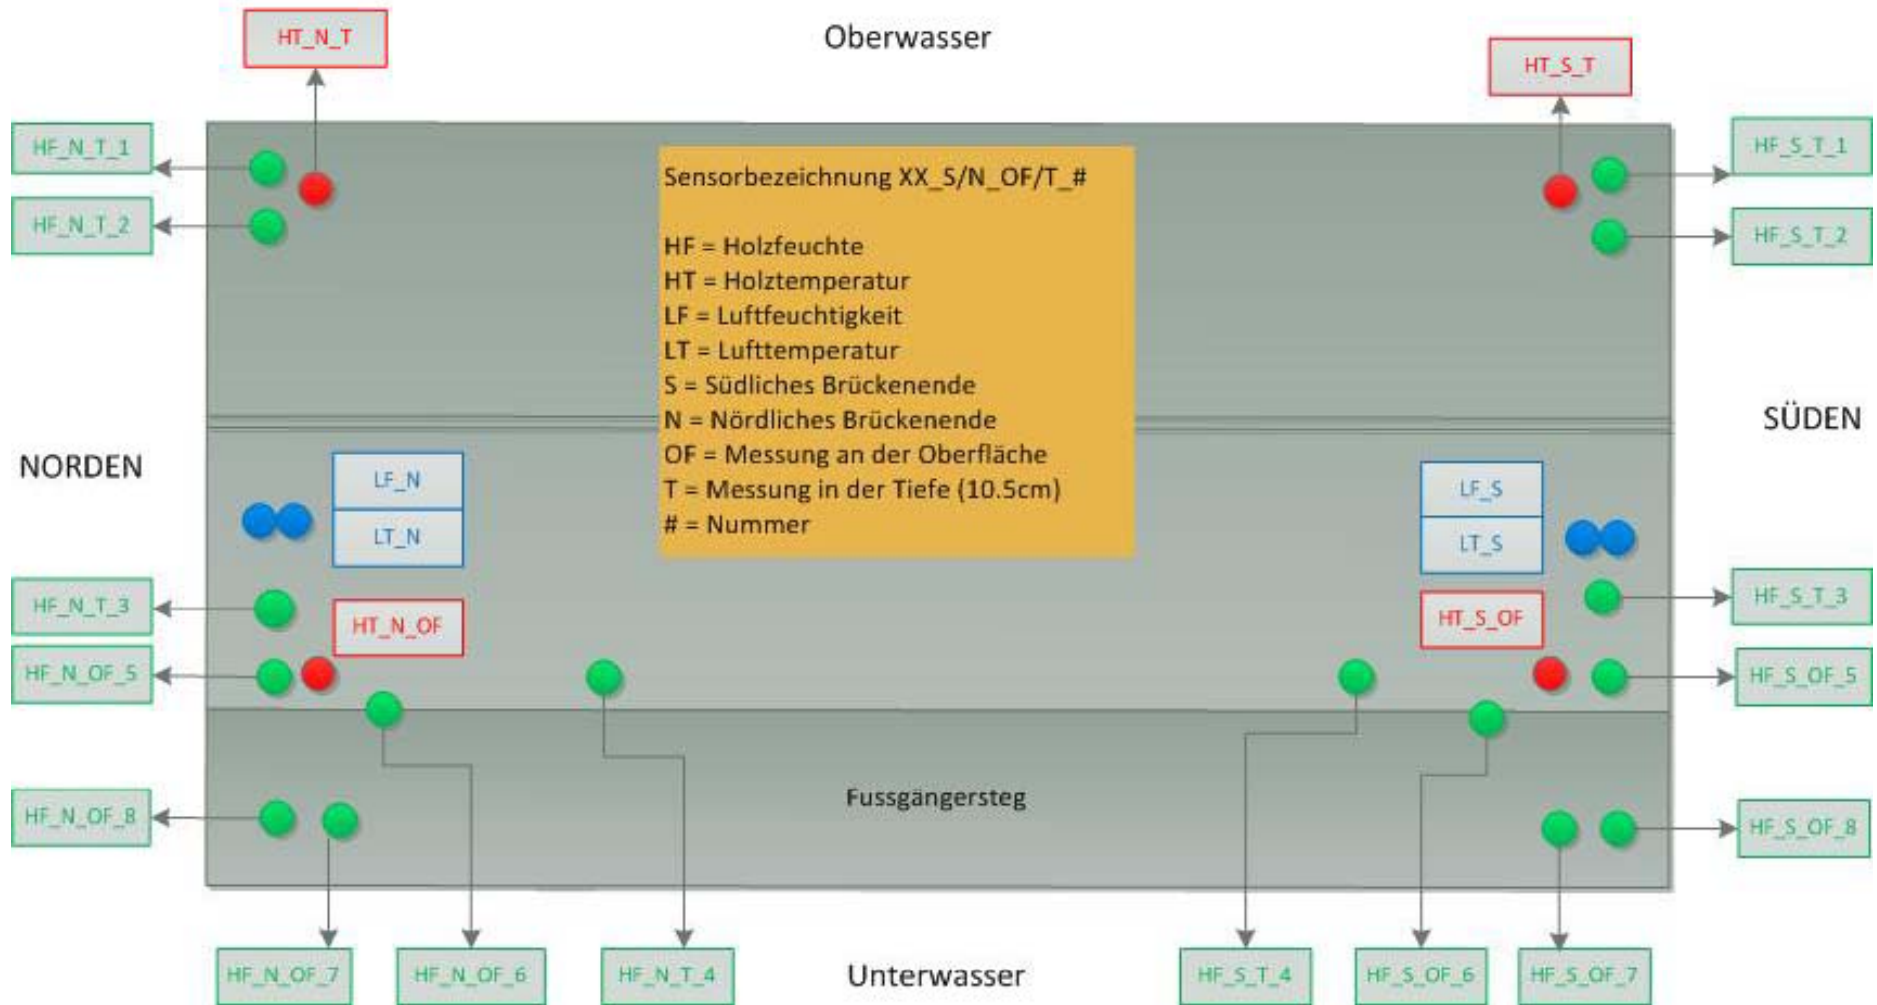 HT_N_T
Oberwasser
HT_S_T
HF_N_T_1
HF_S_T_1
HF_N_T_2
HF_S_T_2
Sensorbezeichnung XX_S/N_OF/T_#
HF = Holzfeuchte
HT = Holztemperatur
LF = Luftfeuchtigkeit
LT = Lufttemperatur
S = Südliches Brückenende
N = Nördliches Brückenende
OF = Messung an der Oberfläche
T = Messung in der Tiefe (10.5cm)
# = Nummer
NORDEN
SÜDEN
LF_N
LT_N
LF_S
LT_S
HF_N_T_3
HT_N_OF
HT_S_OF
HF_S_T_3
HF_N_OF_5
HF_S_OF_5
Fussgängersteg
HF_N_OF_8
HF_S_OF_8
HF_N_OF_7
HF_N_OF_6
HF_N_T_4
Unterwasser
HF_S_T_4
HF_S_OF_6
HF_S_OF_7